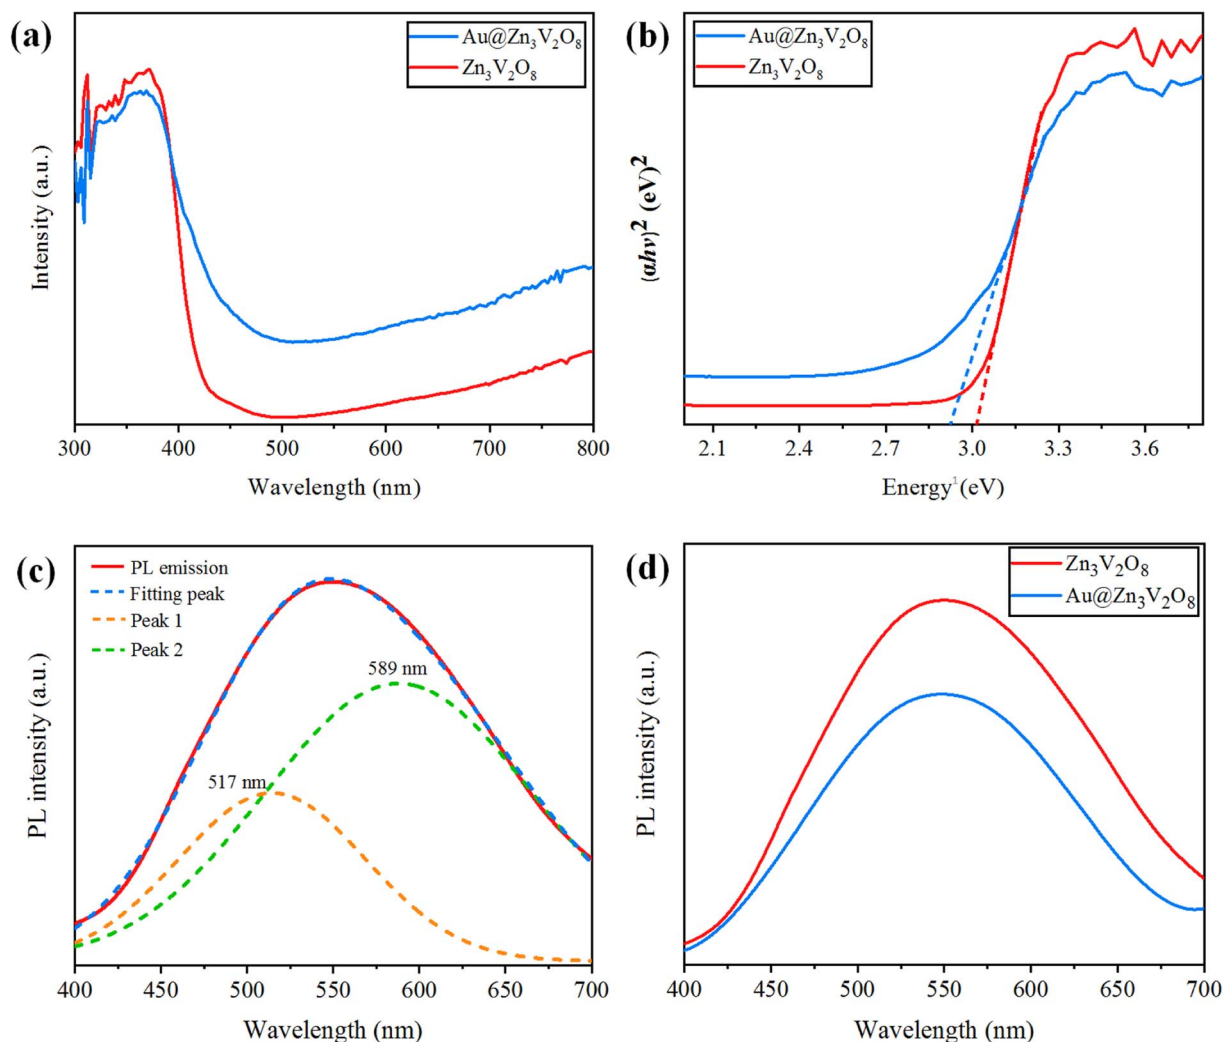 (a)
Au@Zn₃V₂O₈
Zn₃V₂O₈
Intensity (a.u.)
300 400 500 600 700 800
Wavelength (nm)
(b)
Au@Zn₃V₂O₈
Zn₃V₂O₈
(αhν)² (eV)²
2.1 2.4 2.7 3.0 3.3 3.6
Energy¹(eV)
(c)
PL emission
Fitting peak
Peak 1
Peak 2
589 nm
517 nm
PL intensity (a.u.)
400 450 500 550 600 650 700
Wavelength (nm)
(d)
Zn₃V₂O₈
Au@Zn₃V₂O₈
PL intensity (a.u.)
400 450 500 550 600 650 700
Wavelength (nm)